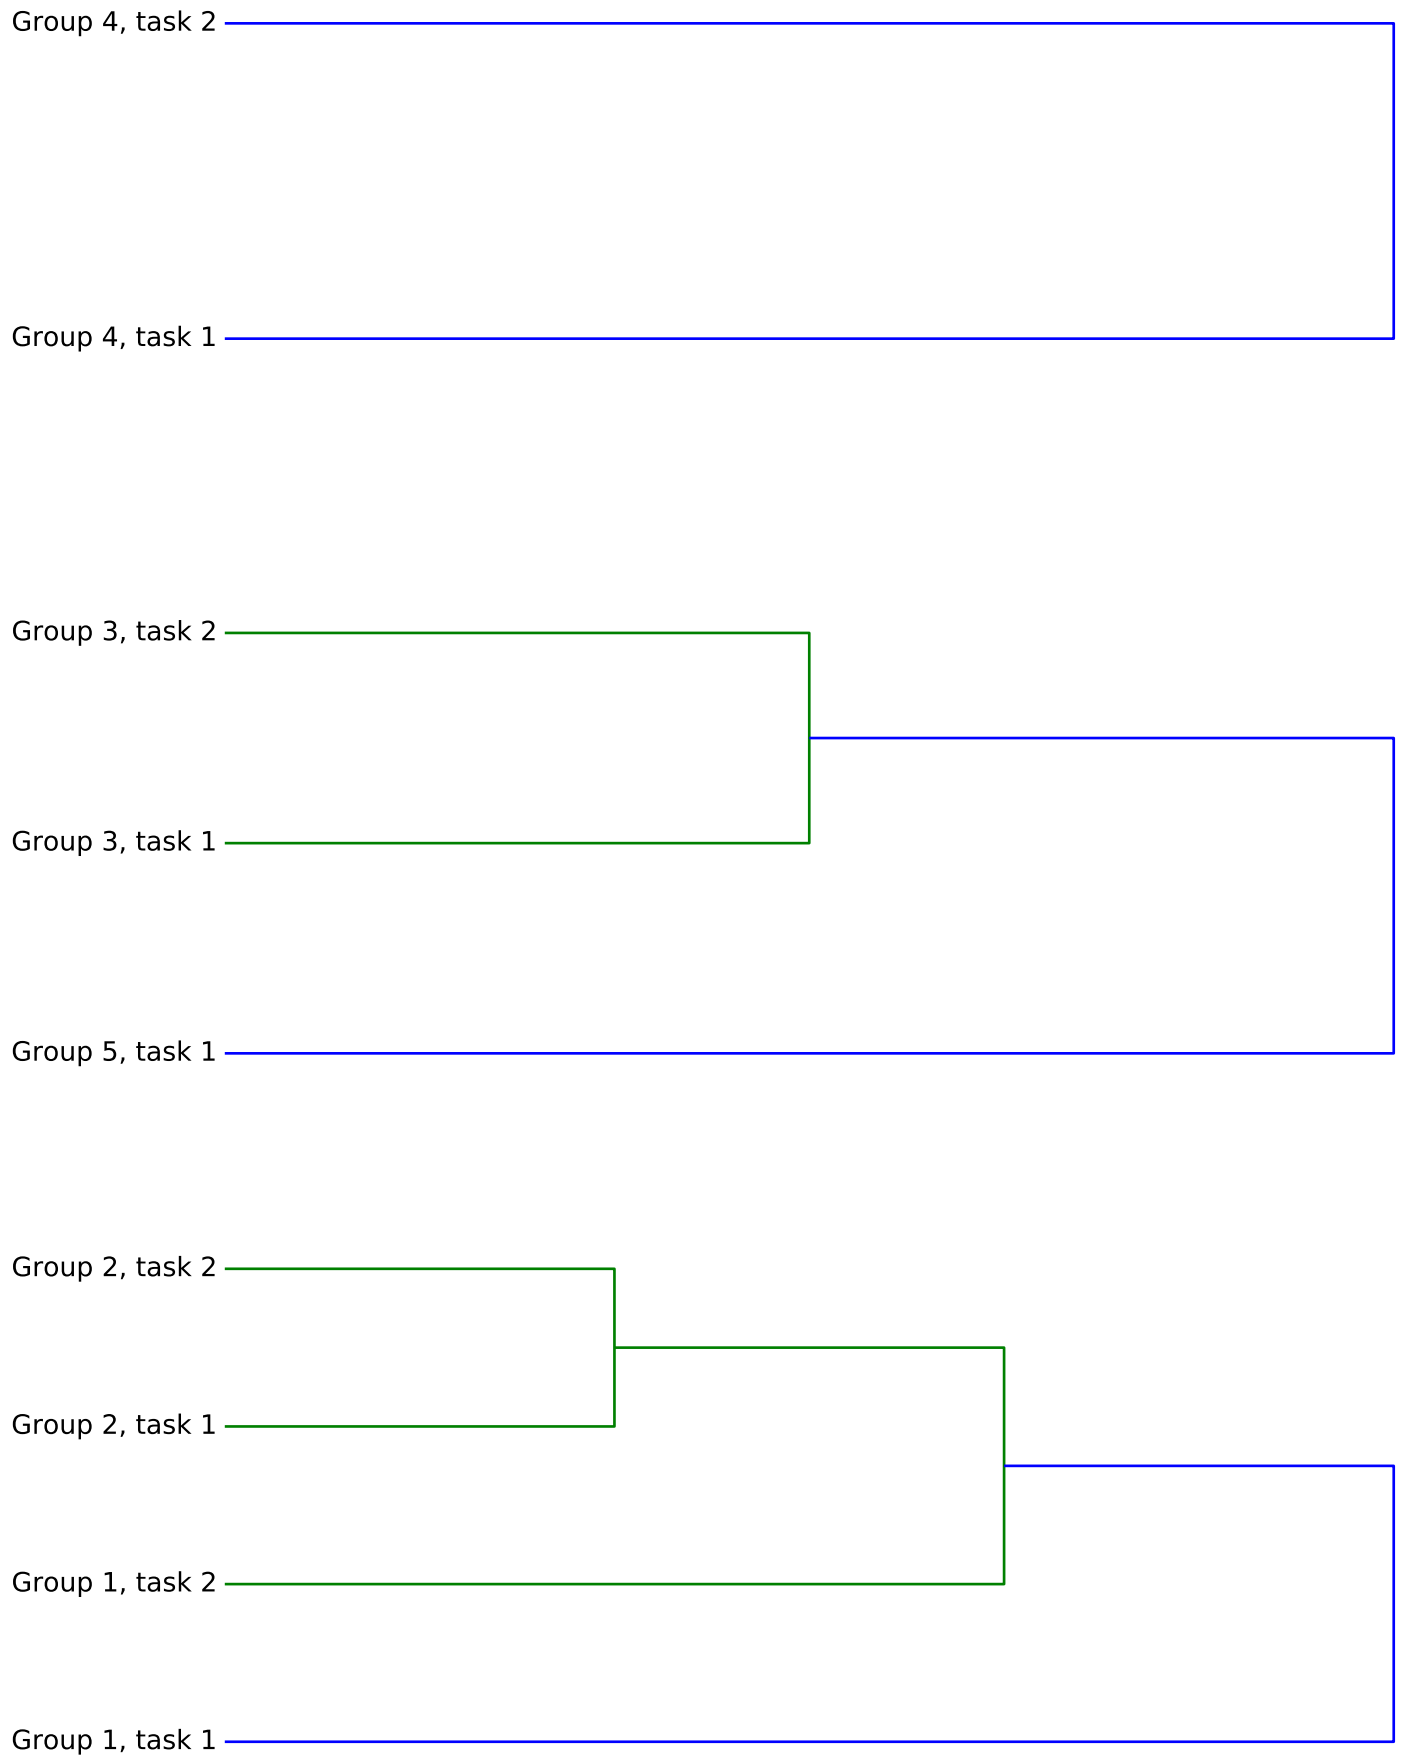 Group 4, task 2
Group 4, task 1
Group 3, task 2
Group 3, task 1
Group 5, task 1
Group 2, task 2
Group 2, task 1
Group 1, task 2
Group 1, task 1